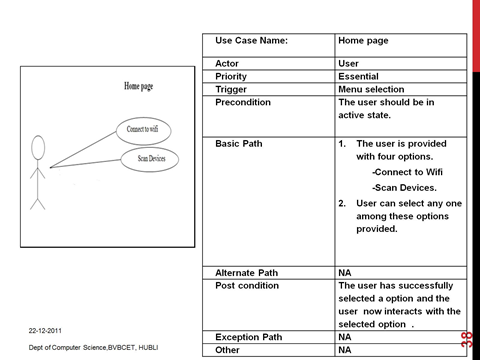 Home page
Connect to wifi
Scan Devices
Use Case Name: Home page
Actor User
Priority Essential
Trigger Menu selection
Precondition The user should be in
active state.
Basic Path 1. The user is provided
with four options.
-Connect to Wifi
-Scan Devices.
2. User can select any one
among these options
provided.
Alternate Path NA
Post condition The user has successfully
selected a option and the
user now interacts with the
selected option .
Exception Path NA
Other NA
22-12-2011
Dept of Computer Science,BVBCET, HUBLI
38